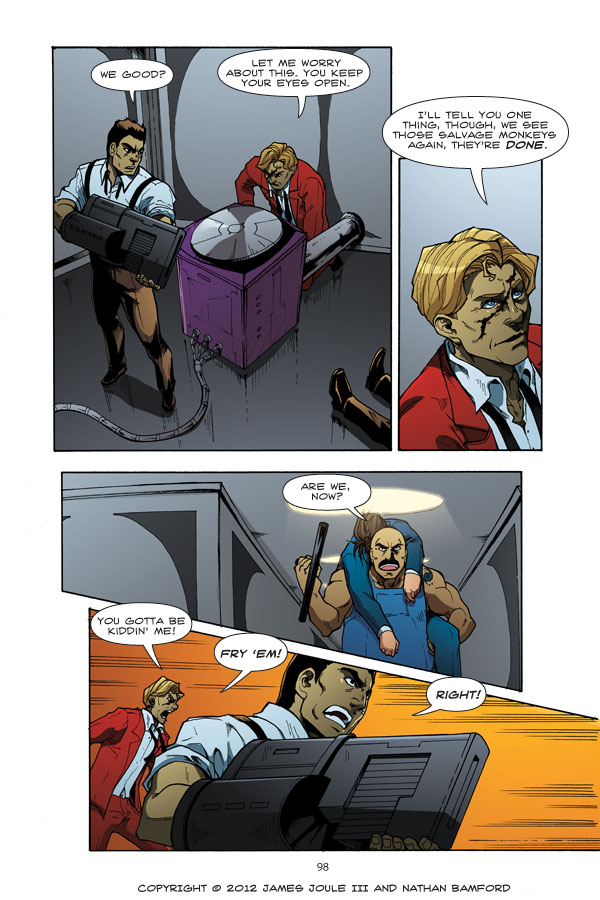 WE GOOD?
LET ME WORRY
ABOUT THIS. YOU KEEP
YOUR EYES OPEN.
I'LL TELL YOU ONE
THING, THOUGH, WE SEE
THOSE SALVAGE MONKEYS
AGAIN, THEY'RE DONE.
ARE WE,
NOW?
YOU GOTTA BE
KIDDIN' ME!
FRY 'EM!
RIGHT!
98
COPYRIGHT © 2012 JAMES JOULE III AND NATHAN BAMFORD